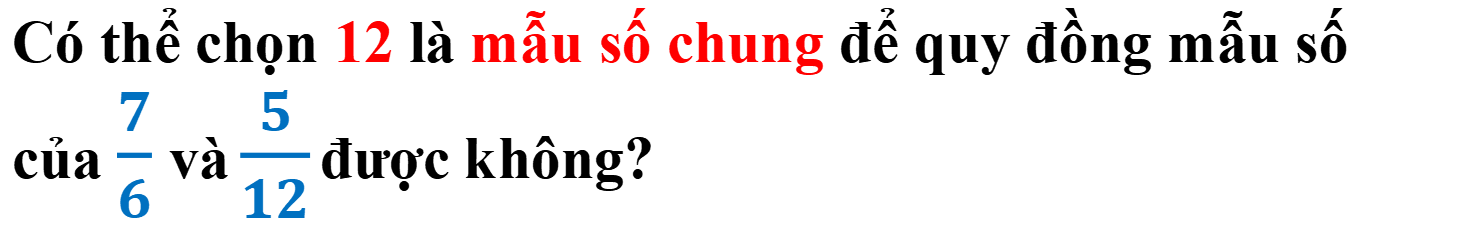 Có thể chọn 12 là mẫu số chung để quy đồng mẫu số
của 7/6 và 5/12 được không?